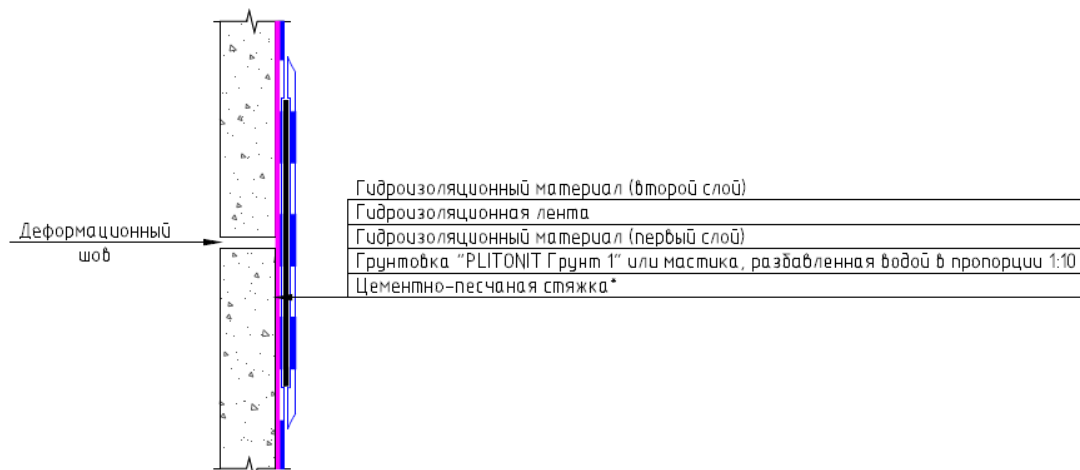 Деформационный
шов
Гидроизоляционный материал (второй слой)
Гидроизоляционная лента
Гидроизоляционный материал (первый слой)
Грунтовка "PLITONIT Грунт 1" или мастика, разбавленная водой в пропорции 1:10
Цементно-песчаная стяжка*